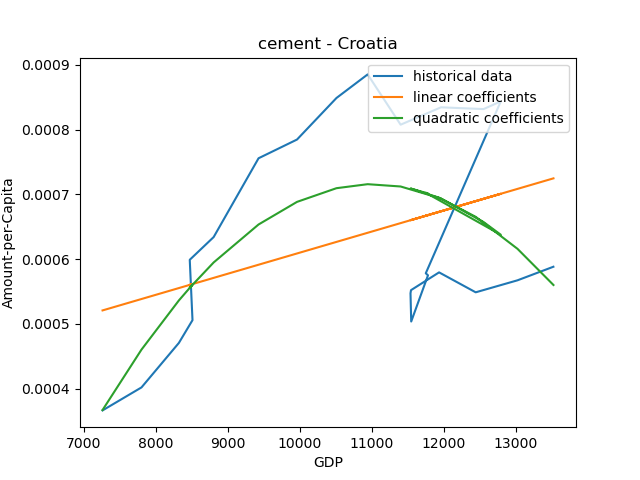 cement - Croatia
historical data
linear coefficients
quadratic coefficients
Amount-per-Capita
0.0009
0.0008
0.0007
0.0006
0.0005
0.0004
7000 8000 9000 10000 11000 12000 13000
GDP